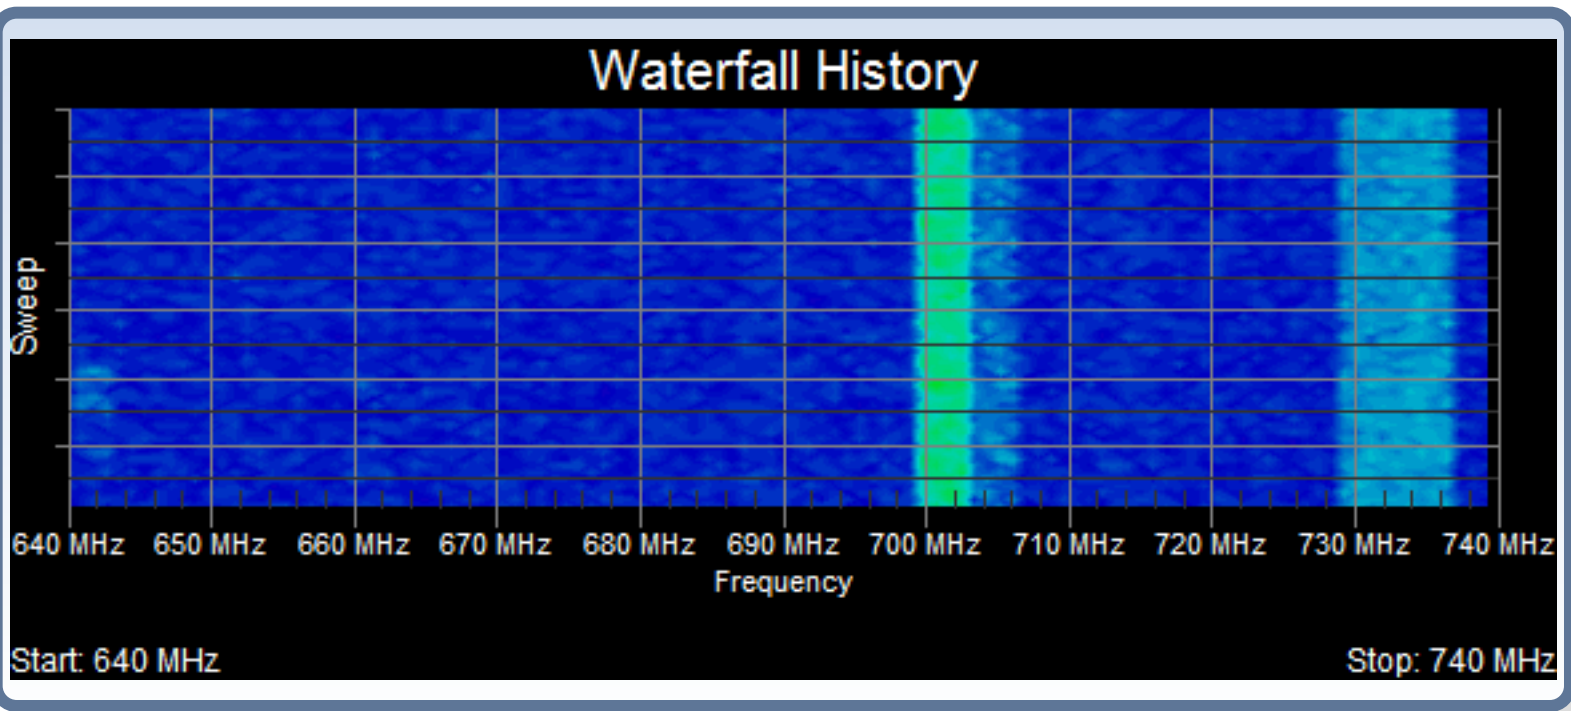 Waterfall History
Sweep
640 MHz 650 MHz 660 MHz 670 MHz 680 MHz 690 MHz 700 MHz 710 MHz 720 MHz 730 MHz 740 MHz
Frequency
Start: 640 MHz Stop: 740 MHz